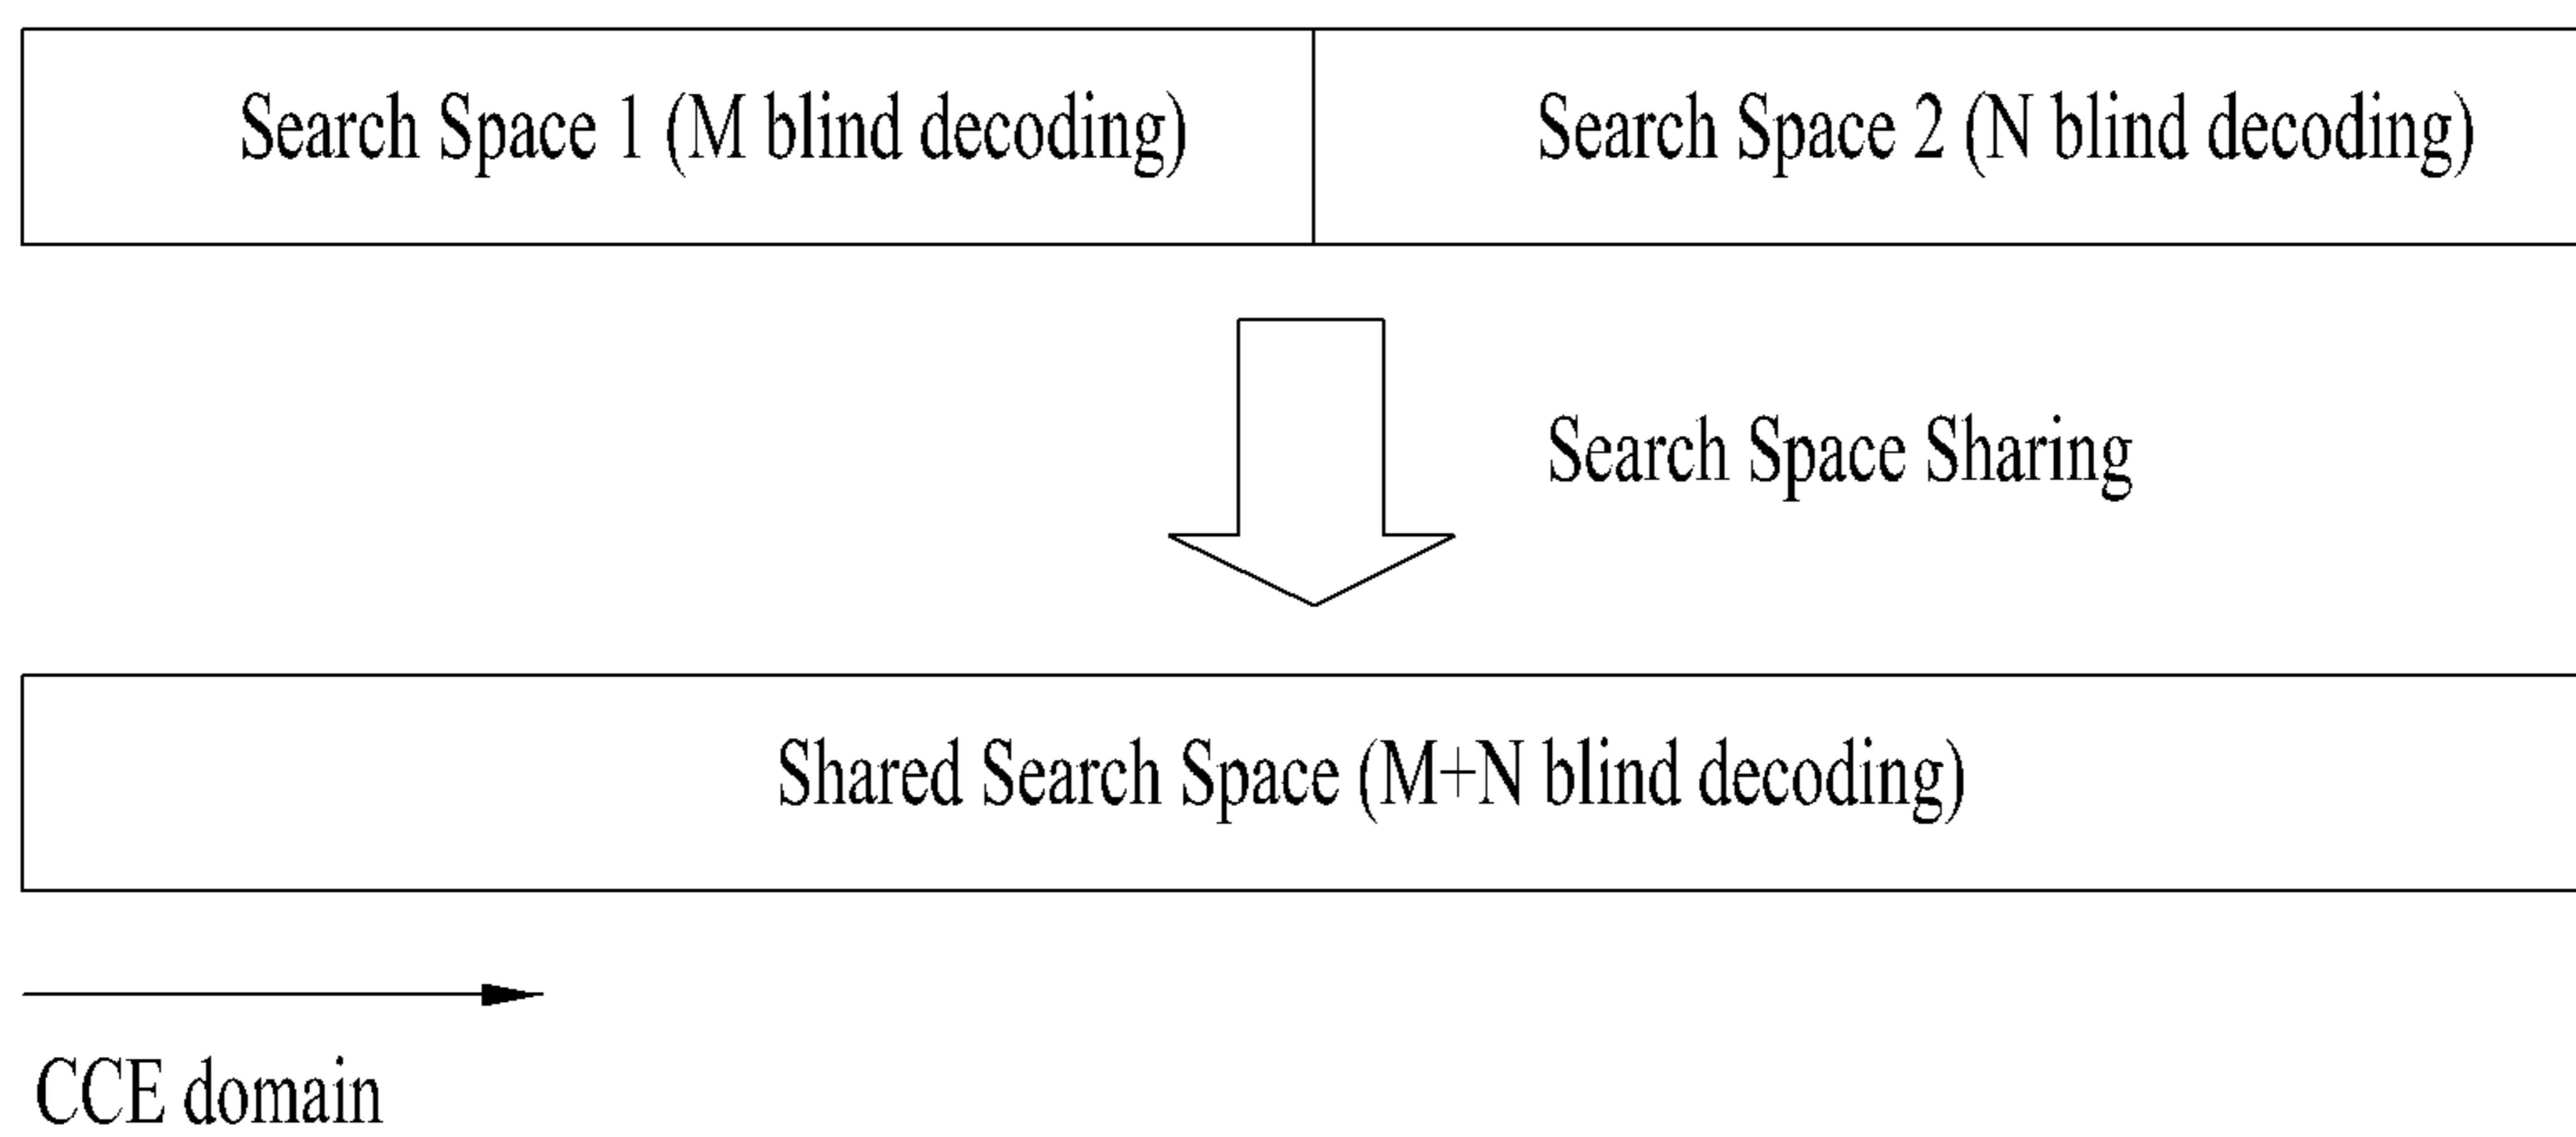 Search Space 1 (M blind decoding)
Search Space 2 (N blind decoding)
Search Space Sharing
Shared Search Space (M+N blind decoding)
CCE domain